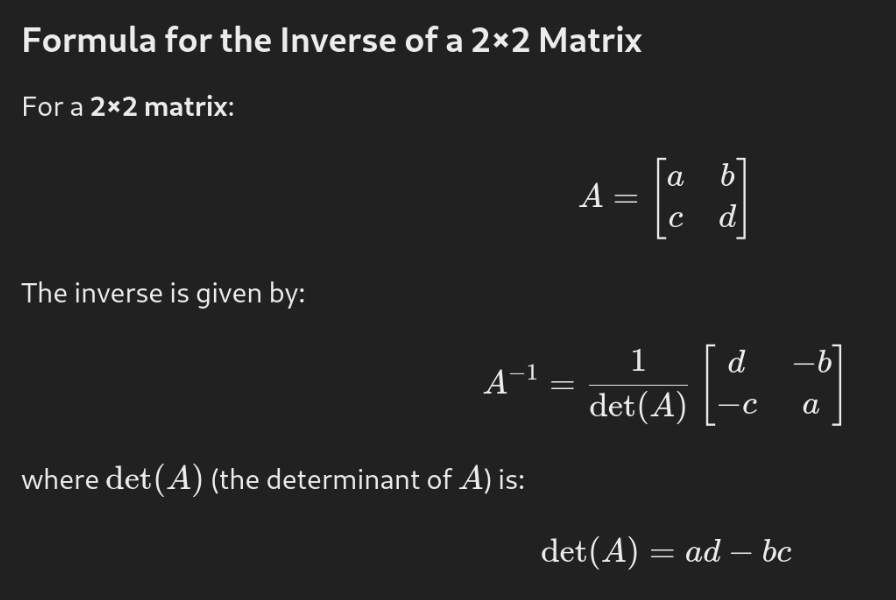 Formula for the Inverse of a 2×2 Matrix
For a 2×2 matrix:
A = [a b
c d]
The inverse is given by:
A⁻¹ = 1/det(A) [d −b
−c a]
where det(A) (the determinant of A) is:
det(A) = ad − bc